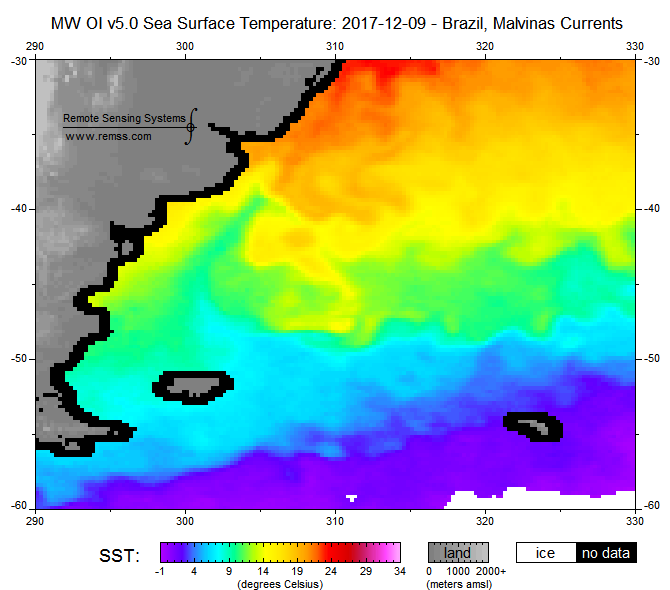 MW OI v5.0 Sea Surface Temperature: 2017-12-09 - Brazil, Malvinas Currents
290 300 310 320 330
-30 -30
Remote Sensing Systems
www.remss.com
-40 -40
-50 -50
-60 -60
290 300 310 320 330
SST: land ice no data
-1 4 9 14 19 24 29 34 0 1000 2000+
(degrees Celsius) (meters amsl)